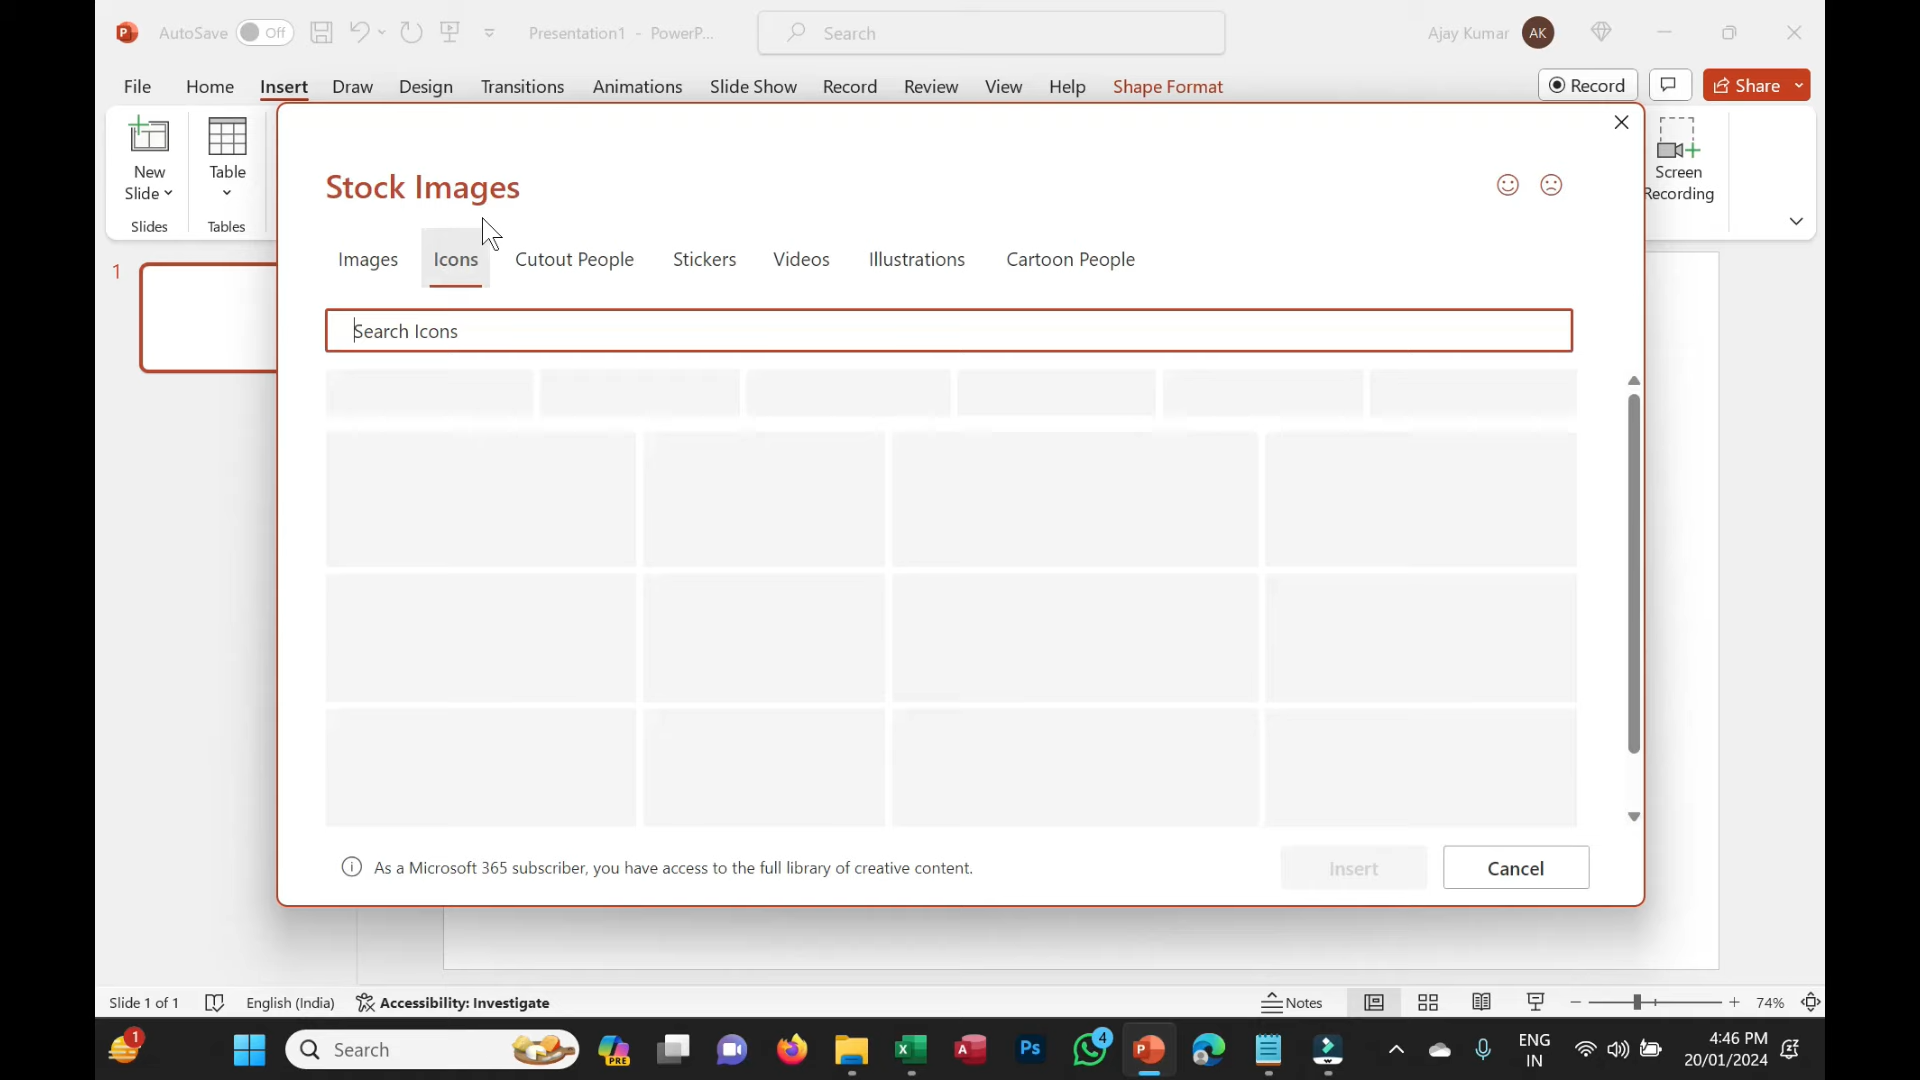 AutoSave Off Presentation1 - PowerP... Search Ajay Kumar AK
File Home Insert Draw Design Transitions Animations Slide Show Record Review View Help Shape Format Record Share
New
Slide
Slides
Table
Tables
Screen
Recording
Stock Images
Images Icons Cutout People Stickers Videos Illustrations Cartoon People
Search Icons
1
As a Microsoft 365 subscriber, you have access to the full library of creative content.
Insert Cancel
Slide 1 of 1 English (India) Accessibility: Investigate Notes 74%
1 Search PRE A Ps 4 P ENG
IN
4:46 PM
20/01/2024